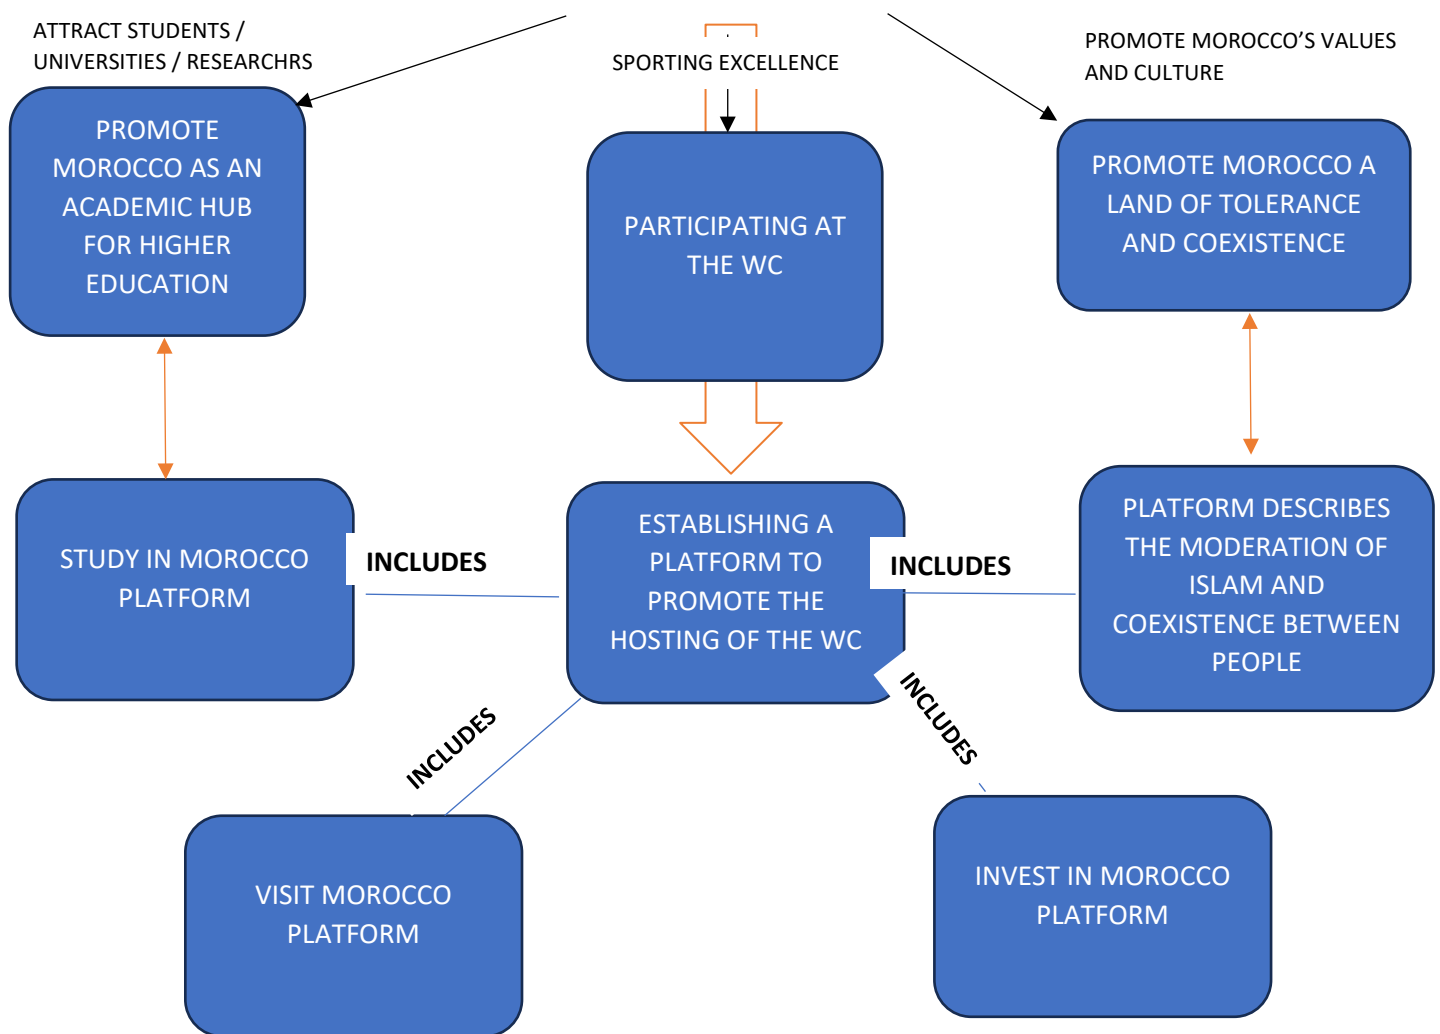 ATTRACT STUDENTS /
UNIVERSITIES / RESEARCHRS
SPORTING EXCELLENCE
PROMOTE MOROCCO’S VALUES
AND CULTURE
PROMOTE
MOROCCO AS AN
ACADEMIC HUB
FOR HIGHER
EDUCATION
PARTICIPATING AT
THE WC
PROMOTE MOROCCO A
LAND OF TOLERANCE
AND COEXISTENCE
STUDY IN MOROCCO
PLATFORM
INCLUDES
ESTABLISHING A
PLATFORM TO
PROMOTE THE
HOSTING OF THE WC
INCLUDES
PLATFORM DESCRIBES
THE MODERATION OF
ISLAM AND
COEXISTENCE BETWEEN
PEOPLE
INCLUDES
INCLUDES
VISIT MOROCCO
PLATFORM
INVEST IN MOROCCO
PLATFORM